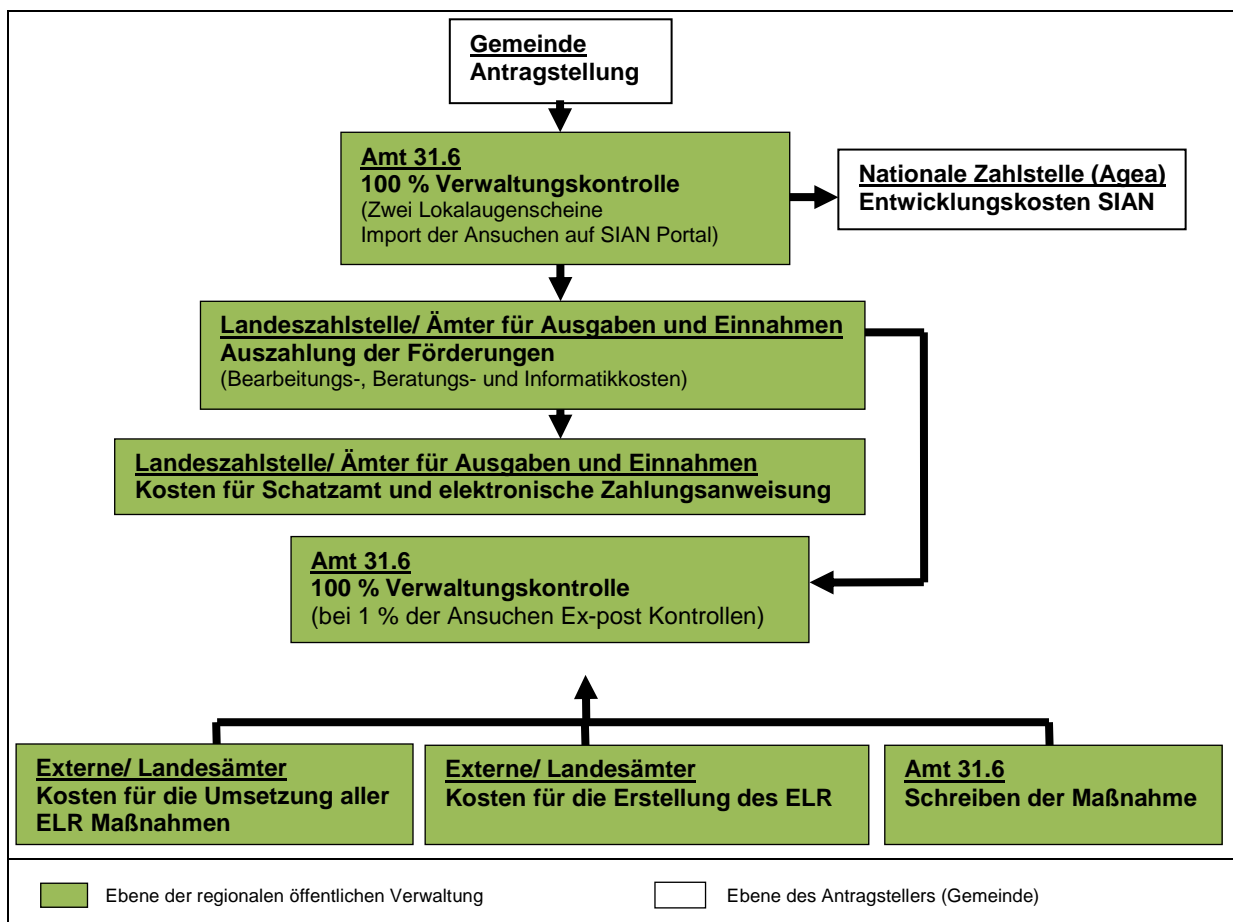 Gemeinde
Antragstellung
Amt 31.6
100 % Verwaltungskontrolle
(Zwei Lokalaugenscheine
Import der Ansuchen auf SIAN Portal)
Nationale Zahlstelle (Agea)
Entwicklungskosten SIAN
Landeszahlstelle/ Ämter für Ausgaben und Einnahmen
Auszahlung der Förderungen
(Bearbeitungs-, Beratungs- und Informatikkosten)
Landeszahlstelle/ Ämter für Ausgaben und Einnahmen
Kosten für Schatzamt und elektronische Zahlungsanweisung
Amt 31.6
100 % Verwaltungskontrolle
(bei 1 % der Ansuchen Ex-post Kontrollen)
Externe/ Landesämter
Kosten für die Umsetzung aller
ELR Maßnahmen
Externe/ Landesämter
Kosten für die Erstellung des ELR
Amt 31.6
Schreiben der Maßnahme
Ebene der regionalen öffentlichen Verwaltung
Ebene des Antragstellers (Gemeinde)